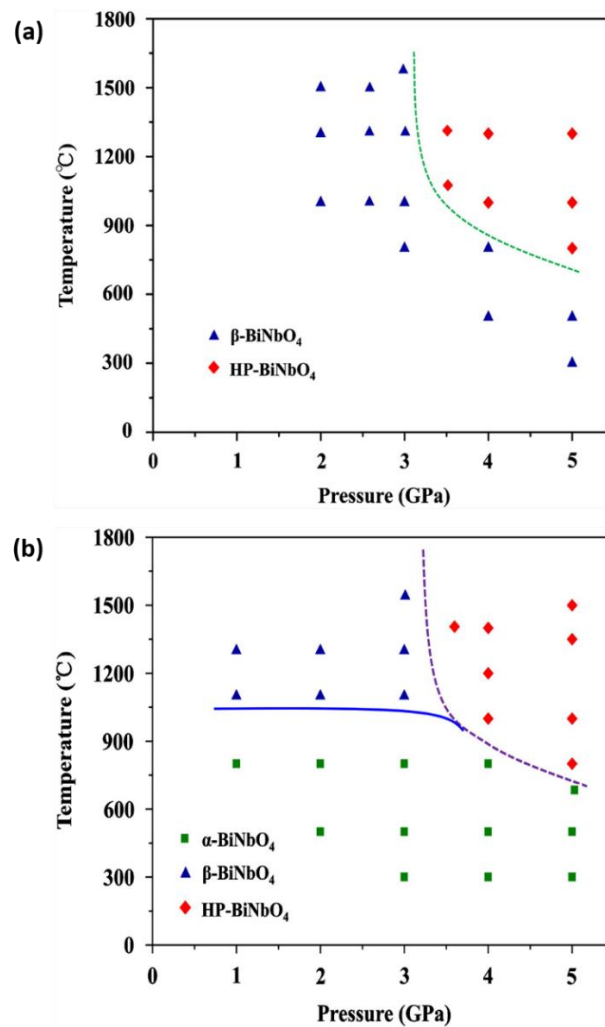 (a)
1800
1500
1200
900
600
300
0
Temperature (℃)
β-BiNbO₄
HP-BiNbO₄
0 1 2 3 4 5
Pressure (GPa)
(b)
1800
1500
1200
900
600
300
0
Temperature (℃)
α-BiNbO₄
β-BiNbO₄
HP-BiNbO₄
0 1 2 3 4 5
Pressure (GPa)